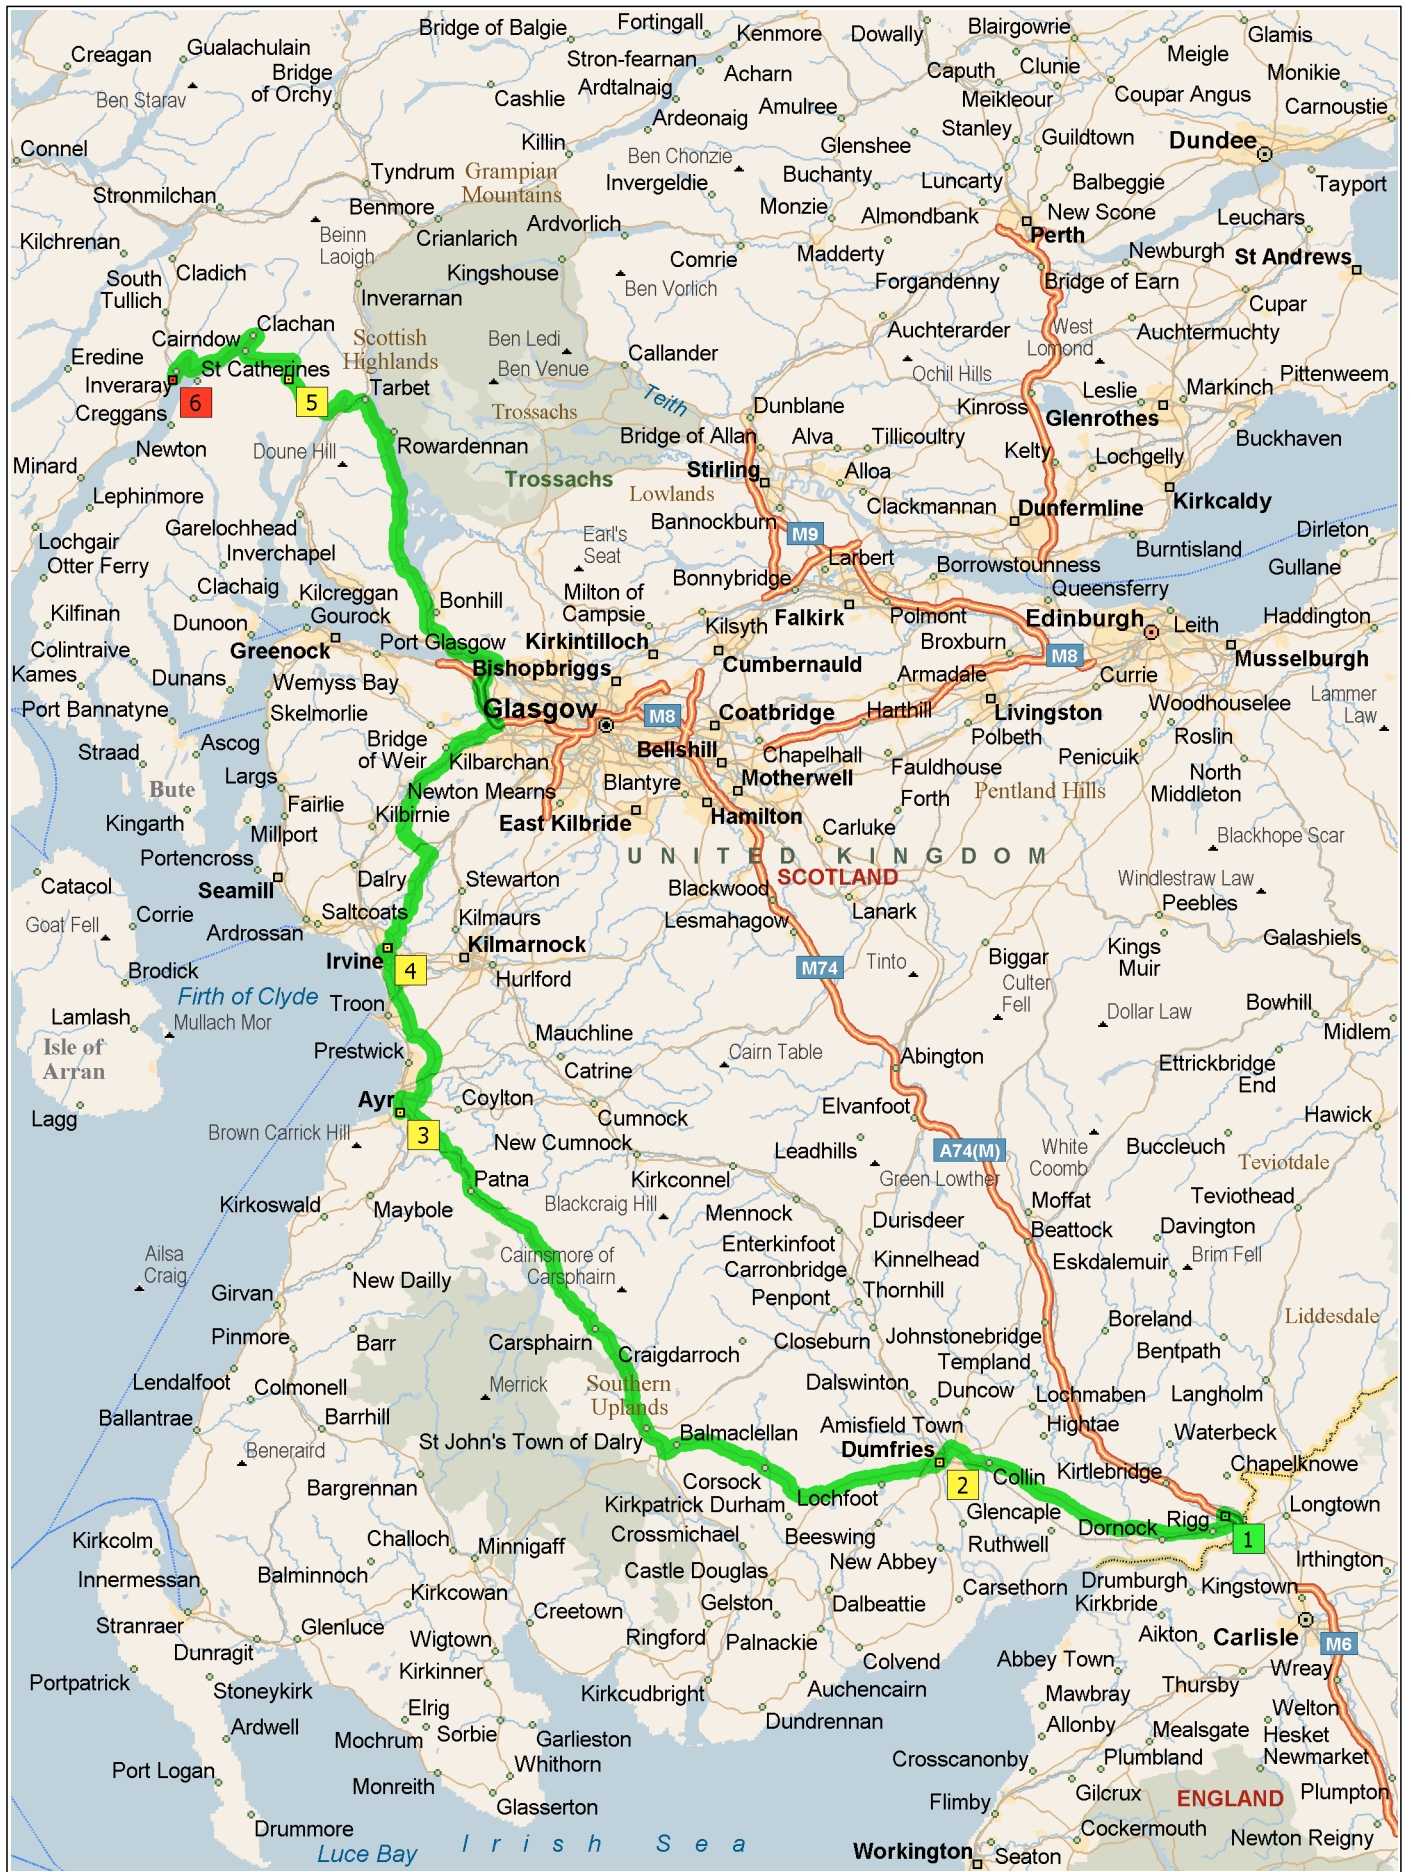 Bridge of Balgie
Fortingall
Kenmore
Dowally
Blairgowrie
Glamis
Creagan
Gualachulain
Stron-fearnan
Acharn
Caputh
Clunie
Meigle
Monikie
Bridge
of Orchy
Ben Starav
Cashlie
Ardtalnaig
Amulree
Meikleour
Coupar Angus
Carnoustie
Ardeonaig
Stanley
Guildtown
Dundee
Connel
Killin
Glenshee
Ben Chonzie
Tyndrum
Grampian
Mountains
Invergeldie
Buchanty
Luncarty
Balbeggie
Tayport
Stronmilchan
Benmore
Monzie
Almondbank
New Scone
Leuchars
Kilchrenan
Beinn
Laoigh
Crianlarich
Ardvorlich
Perth
Cladich
Kingshouse
Comrie
Madderty
Newburgh
St Andrews
South
Tullich
Inverarnan
Ben Vorlich
Forgandenny
Bridge of Earn
Cupar
Clachan
Cairndow
Scottish
Highlands
Ben Ledi
Callander
Auchterarder
West
Lomond
Auchtermuchty
Eredine
St Catherines
Ben Venue
Ochil Hills
Leslie
Markinch
Pittenweem
Inveraray
6
5
Tarbet
Trossachs
Teith
Dunblane
Kinross
Glenrothes
Creggans
Newton
Doune Hill
Rowardennan
Bridge of Allan
Alva
Tillicoultry
Kelty
Lochgelly
Buckhaven
Minard
Trossachs
Stirling
Alloa
Lephinmore
Lowlands
Clackmannan
Dunfermline
Kirkcaldy
Garelochhead
Earl's
Seat
Bannockburn
M9
Dirleton
Lochgair
Inverchapel
Larbert
Burntisland
Otter Ferry
Bonnybridge
Borrowstounness
Gullane
Clachaig
Kilcreggan
Bonhill
Milton of
Campsie
Queensferry
Kilfinan
Gourock
Falkirk
Polmont
Edinburgh
Leith
Haddington
Dunoon
Port Glasgow
Kirkintilloch
Kilsyth
Broxburn
M8
Colintraive
Greenock
Bishopbriggs
Cumbernauld
Musselburgh
Kames
Dunans
Wemyss Bay
Armadale
Currie
Lammer
Law
Port Bannatyne
Skelmorlie
Glasgow
M8
Coatbridge
Harthill
Livingston
Woodhouselee
Straad
Ascog
Bridge
of Weir
Kilbarchan
Bellshill
Chapelhall
Polbeth
Penicuik
Roslin
Largs
Motherwell
Fauldhouse
North
Middleton
Bute
Newton Mearns
Blantyre
Pentland Hills
Fairlie
Forth
Kingarth
Millport
Kilbirnie
East Kilbride
Hamilton
Carluke
Blackhope Scar
Portencross
UNITED KINGDOM
SCOTLAND
Catacol
Seamill
Dalry
Stewarton
Blackwood
Windlestraw Law
Peebles
Goat Fell
Corrie
Saltcoats
Kilmaurs
Lesmahagow
Lanark
Ardrossan
Kilmarnock
Kings
Muir
Galashiels
Brodick
Irvine
4
Hurlford
M74
Tinto
Biggar
Culter
Fell
Firth of Clyde
Troon
Lamlash
Mullach Mor
Dollar Law
Bowhill
Midlem
Isle of
Arran
Prestwick
Mauchline
Cairn Table
Abington
Ettrickbridge
End
Catrine
Lagg
Ayr
Coylton
Cumnock
Elvanfoot
Hawick
Brown Carrick Hill
3
New Cumnock
Leadhills
A74(M)
White
Coomb
Buccleuch
Teviotdale
Patna
Kirkconnel
Green Lowther
Kirkoswald
Maybole
Blackcraig Hill
Mennock
Moffat
Teviothead
Durisdeer
Beattock
Davington
Ailsa
Craig
Cairnsmore of
Carsphairn
Enterkinfoot
Kinnelhead
Eskdalemuir
Brim Fell
New Dailly
Carronbridge
Girvan
Penpont
Thornhill
Boreland
Liddesdale
Pinmore
Barr
Carsphairn
Craigdarroch
Closeburn
Johnstonebridge
Bentpath
Templand
Lendalfoot
Colmonell
Merrick
Southern
Uplands
Dalswinton
Duncow
Lochmaben
Langholm
Ballantrae
Barrhill
Amisfield Town
Hightae
Waterbeck
Beneraird
St John's Town of Dalry
Balmaclellan
Dumfries
2
Collin
Kirtlebridge
Chapelknowe
Bargrennan
Corsock
Lochfoot
Glencaple
Rigg
Longtown
Kirkpatrick Durham
Dornock
1
Kirkcolm
Challoch
Minnigaff
Crossmichael
Beeswing
Ruthwell
Irthington
Innermessan
Balminnoch
Castle Douglas
New Abbey
Drumburgh
Kingstown
Kirkcowan
Carsethorn
Kirkbride
Stranraer
Glenluce
Creetown
Gelston
Dalbeattie
Aikton
Carlisle
M6
Dunragit
Wigtown
Ringford
Palnackie
Abbey Town
Wreay
Portpatrick
Stoneykirk
Kirkinner
Kirkcudbright
Colvend
Thursby
Auchencairn
Mawbray
Welton
Ardwell
Elrig
Sorbie
Garlieston
Dundrennan
Allonby
Mealsgate
Hesket
Newmarket
Mochrum
Port Logan
Whithorn
Crosscanonby
Plumbland
Monreith
Gilcrux
ENGLAND
Plumpton
Glasserton
Flimby
Drummore
Cockermouth
Newton Reigny
Luce Bay
Irish Sea
Workington
Seaton